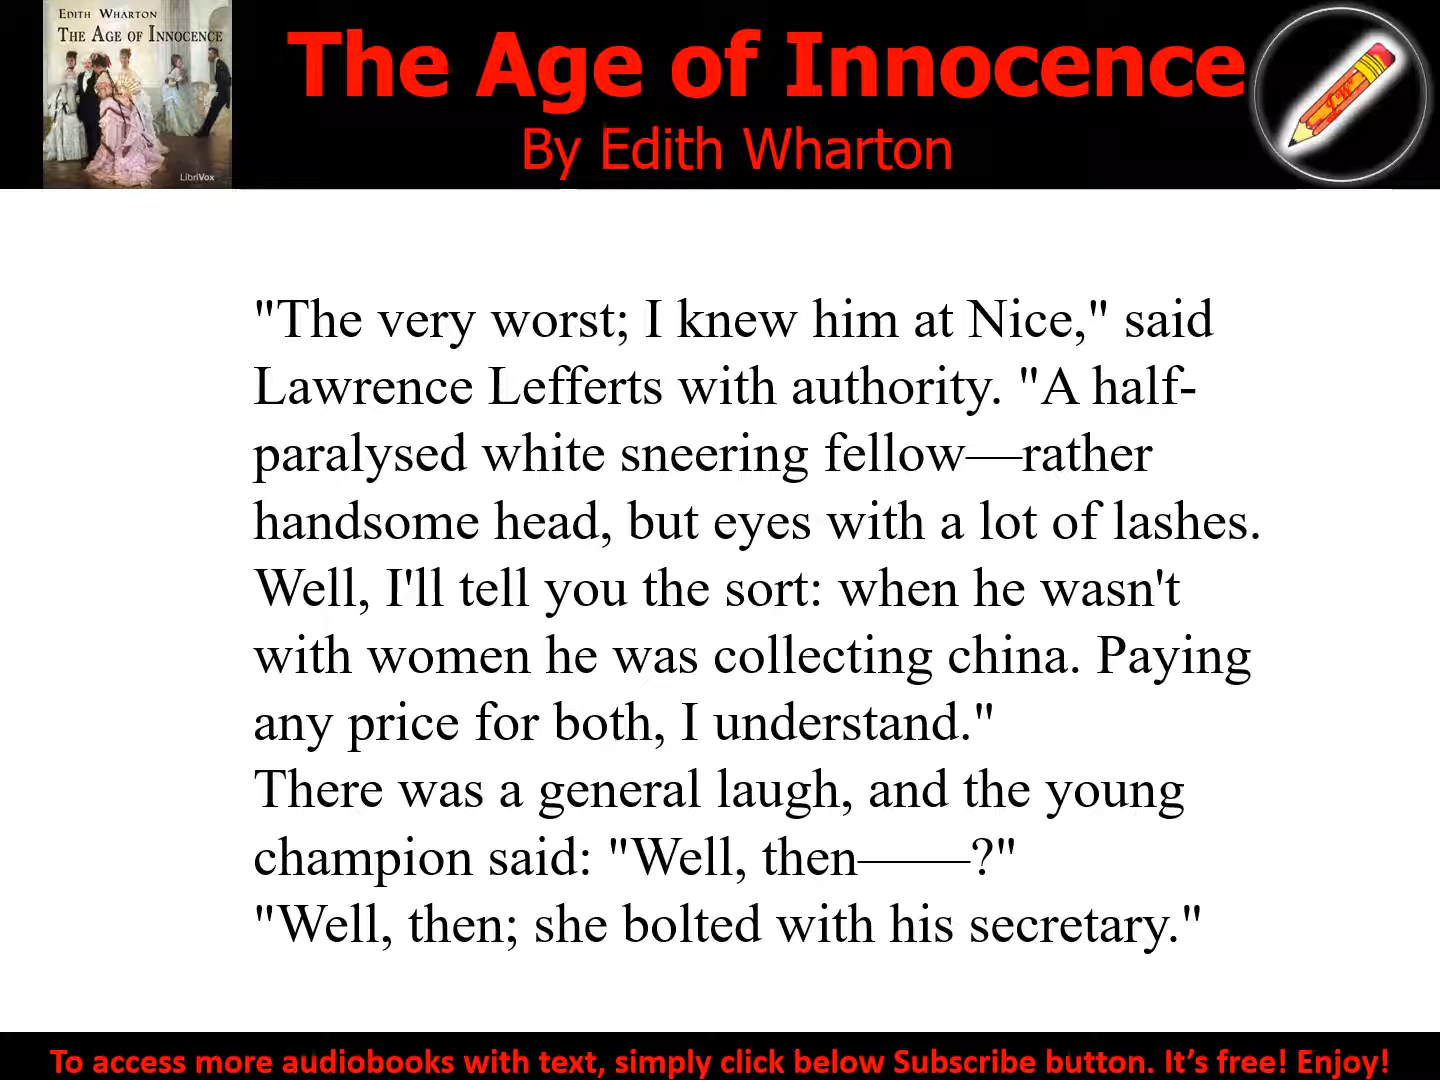 EDITH WHARTON
THE AGE OF INNOCENCE
LibriVox
The Age of Innocence
By Edith Wharton
"The very worst; I knew him at Nice," said
Lawrence Lefferts with authority. "A half-
paralysed white sneering fellow—rather
handsome head, but eyes with a lot of lashes.
Well, I'll tell you the sort: when he wasn't
with women he was collecting china. Paying
any price for both, I understand."
There was a general laugh, and the young
champion said: "Well, then——?"
"Well, then; she bolted with his secretary."
To access more audiobooks with text, simply click below Subscribe button. It’s free! Enjoy!